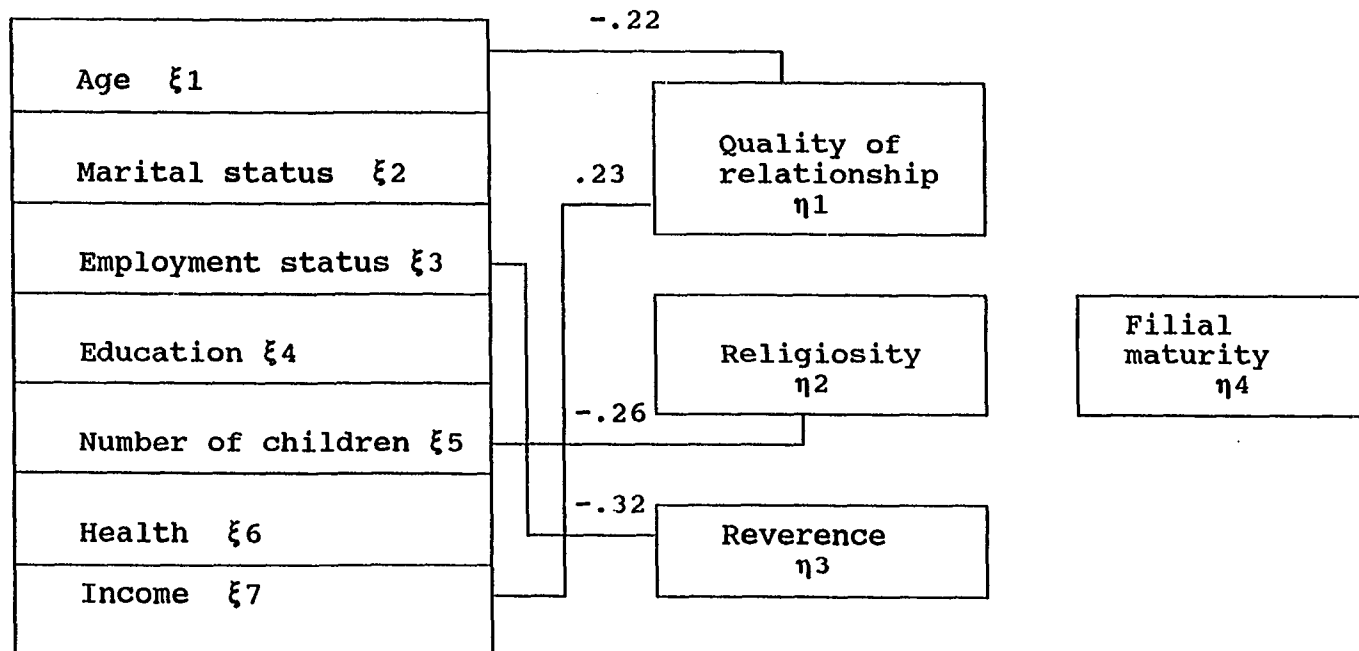 -.22
Age ξ1
Marital status ξ2
Employment status ξ3
Education ξ4
Number of children ξ5
Health ξ6
Income ξ7
.23
-.26
-.32
Quality of
relationship
η1
Religiosity
η2
Reverence
η3
Filial
maturity
η4